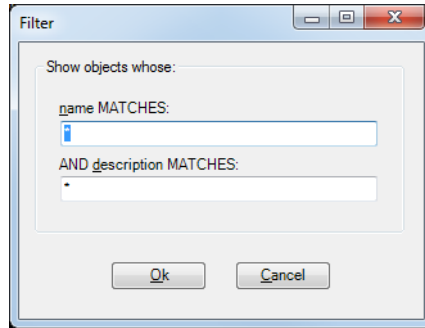 Filter
Show objects whose:
name MATCHES:
*
AND description MATCHES:
*
Ok
Cancel